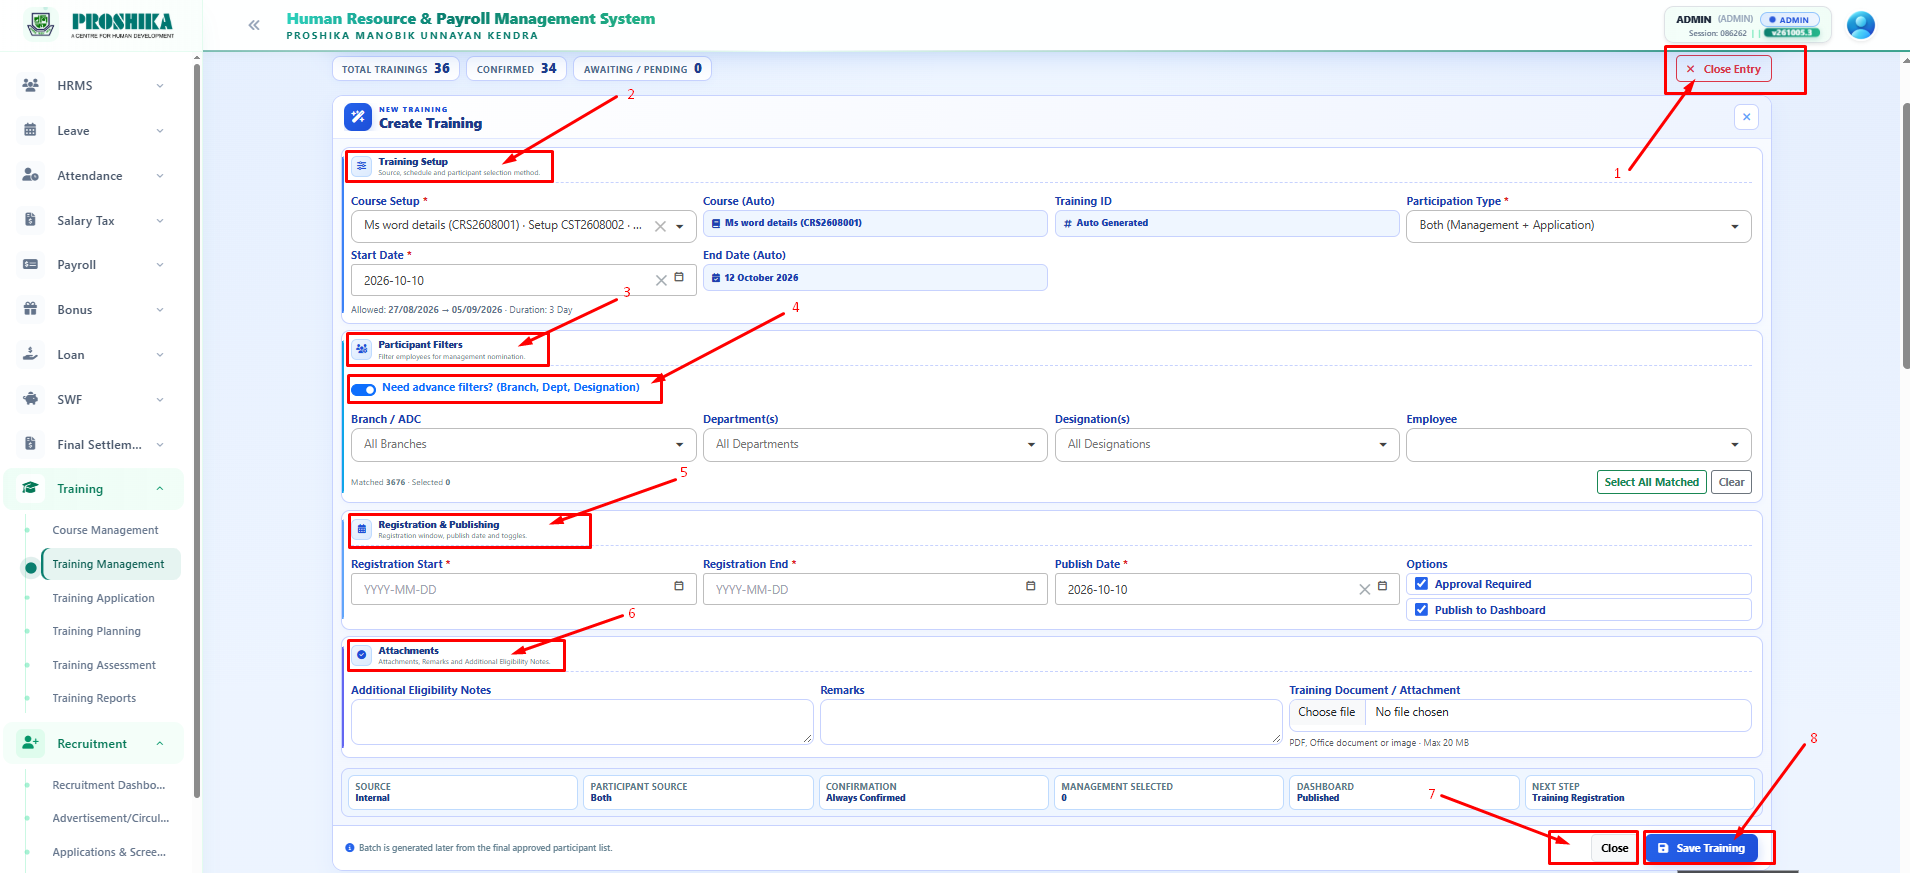 PROSHIKA
A CENTRE FOR HUMAN DEVELOPMENT
Human Resource & Payroll Management System
PROSHIKA MANOBIK UNNAYAN KENDRA
ADMIN (ADMIN) ADMIN
Session: 086262 | | v261005.3
HRMS
Leave
Attendance
Salary Tax
Payroll
Bonus
Loan
SWF
Final Settlem...
Training
Course Management
Training Management
Training Application
Training Planning
Training Assessment
Training Reports
Recruitment
Recruitment Dashbo...
Advertisement/Circul...
Applications & Scree...
TOTAL TRAININGS 36
CONFIRMED 34
AWAITING / PENDING 0
Close Entry
1
2
NEW TRAINING
Create Training
Training Setup
Source, schedule and participant selection method.
Course Setup *
Ms word details (CRS2608001) · Setup CST2608002 · ...
Course (Auto)
Ms word details (CRS2608001)
Training ID
# Auto Generated
Participation Type *
Both (Management + Application)
Start Date *
2026-10-10
End Date (Auto)
12 October 2026
Allowed: 27/08/2026 → 05/09/2026 · Duration: 3 Day
3
4
Participant Filters
Filter employees for management nomination.
Need advance filters? (Branch, Dept, Designation)
Branch / ADC
All Branches
Department(s)
All Departments
Designation(s)
All Designations
Employee
Matched 3676 · Selected 0
Select All Matched
Clear
5
Registration & Publishing
Registration window, publish date and toggles.
Registration Start *
YYYY-MM-DD
Registration End *
YYYY-MM-DD
Publish Date *
2026-10-10
Options
Approval Required
Publish to Dashboard
6
Attachments
Attachments, Remarks and Additional Eligibility Notes.
Additional Eligibility Notes
Remarks
Training Document / Attachment
Choose file No file chosen
PDF, Office document or image · Max 20 MB
8
SOURCE
Internal
PARTICIPANT SOURCE
Both
CONFIRMATION
Always Confirmed
MANAGEMENT SELECTED
0
DASHBOARD
Published
NEXT STEP
Training Registration
7
Batch is generated later from the final approved participant list.
Close
Save Training